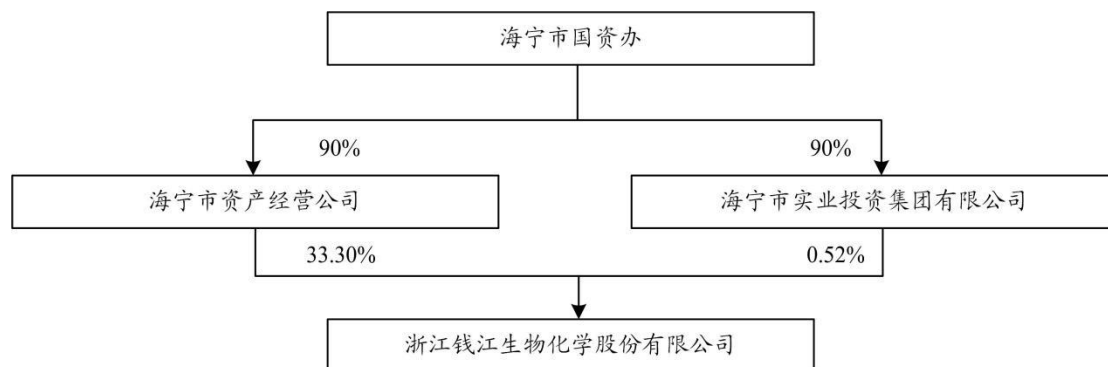 海宁市国资办
90%
90%
海宁市资产经营公司
海宁市实业投资集团有限公司
33.30%
0.52%
浙江钱江生物化学股份有限公司